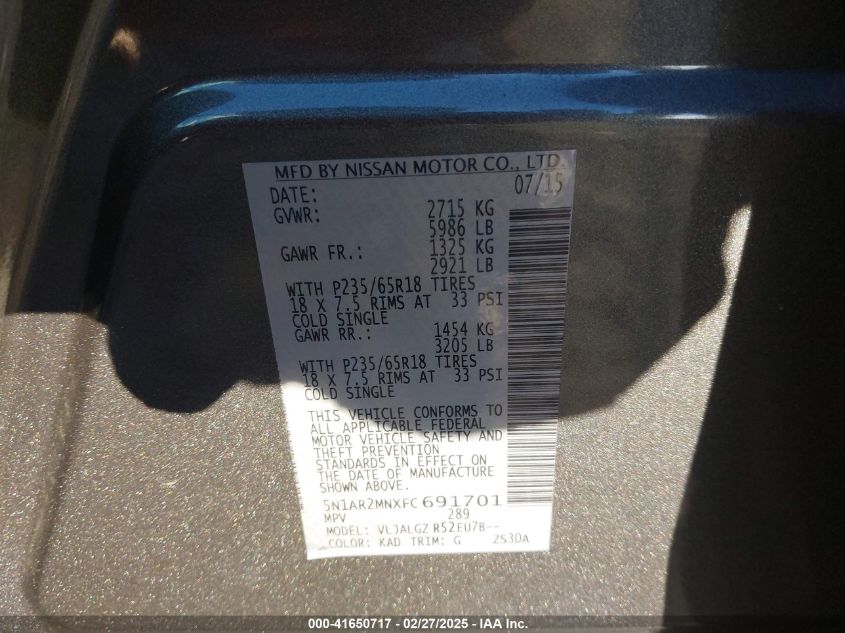 MFD BY NISSAN MOTOR CO., LTD.
DATE: 07/15
GVWR: 2715 KG
5986 LB
GAWR FR.: 1325 KG
2921 LB
WITH P235/65R18 TIRES
18 X 7.5 RIMS AT 33 PSI
COLD SINGLE
GAWR RR.: 1454 KG
3205 LB
WITH P235/65R18 TIRES
18 X 7.5 RIMS AT 33 PSI
COLD SINGLE
THIS VEHICLE CONFORMS TO
ALL APPLICABLE FEDERAL
MOTOR VEHICLE SAFETY AND
THEFT PREVENTION
STANDARDS IN EFFECT ON
THE DATE OF MANUFACTURE
SHOWN ABOVE.
5N1AR2MNXFC691701
MPV 289
MODEL: VLJALGZ R52EU7B--
COLOR: KAD TRIM: G ZS30A
000-41650717 — 02/27/2025 — IAA Inc.